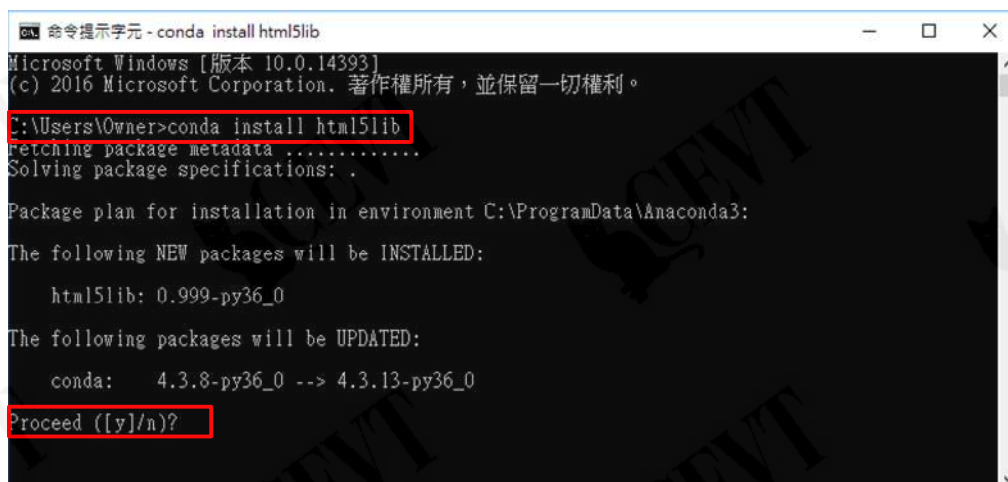 命令提示字元 - conda install html5lib
Microsoft Windows [版本 10.0.14393]
(c) 2016 Microsoft Corporation. 著作權所有，並保留一切權利。
C:\Users\Owner>conda install html5lib
Fetching package metadata .............
Solving package specifications: .
Package plan for installation in environment C:\ProgramData\Anaconda3:
The following NEW packages will be INSTALLED:
html5lib: 0.999-py36_0
The following packages will be UPDATED:
conda: 4.3.8-py36_0 --> 4.3.13-py36_0
Proceed ([y]/n)?